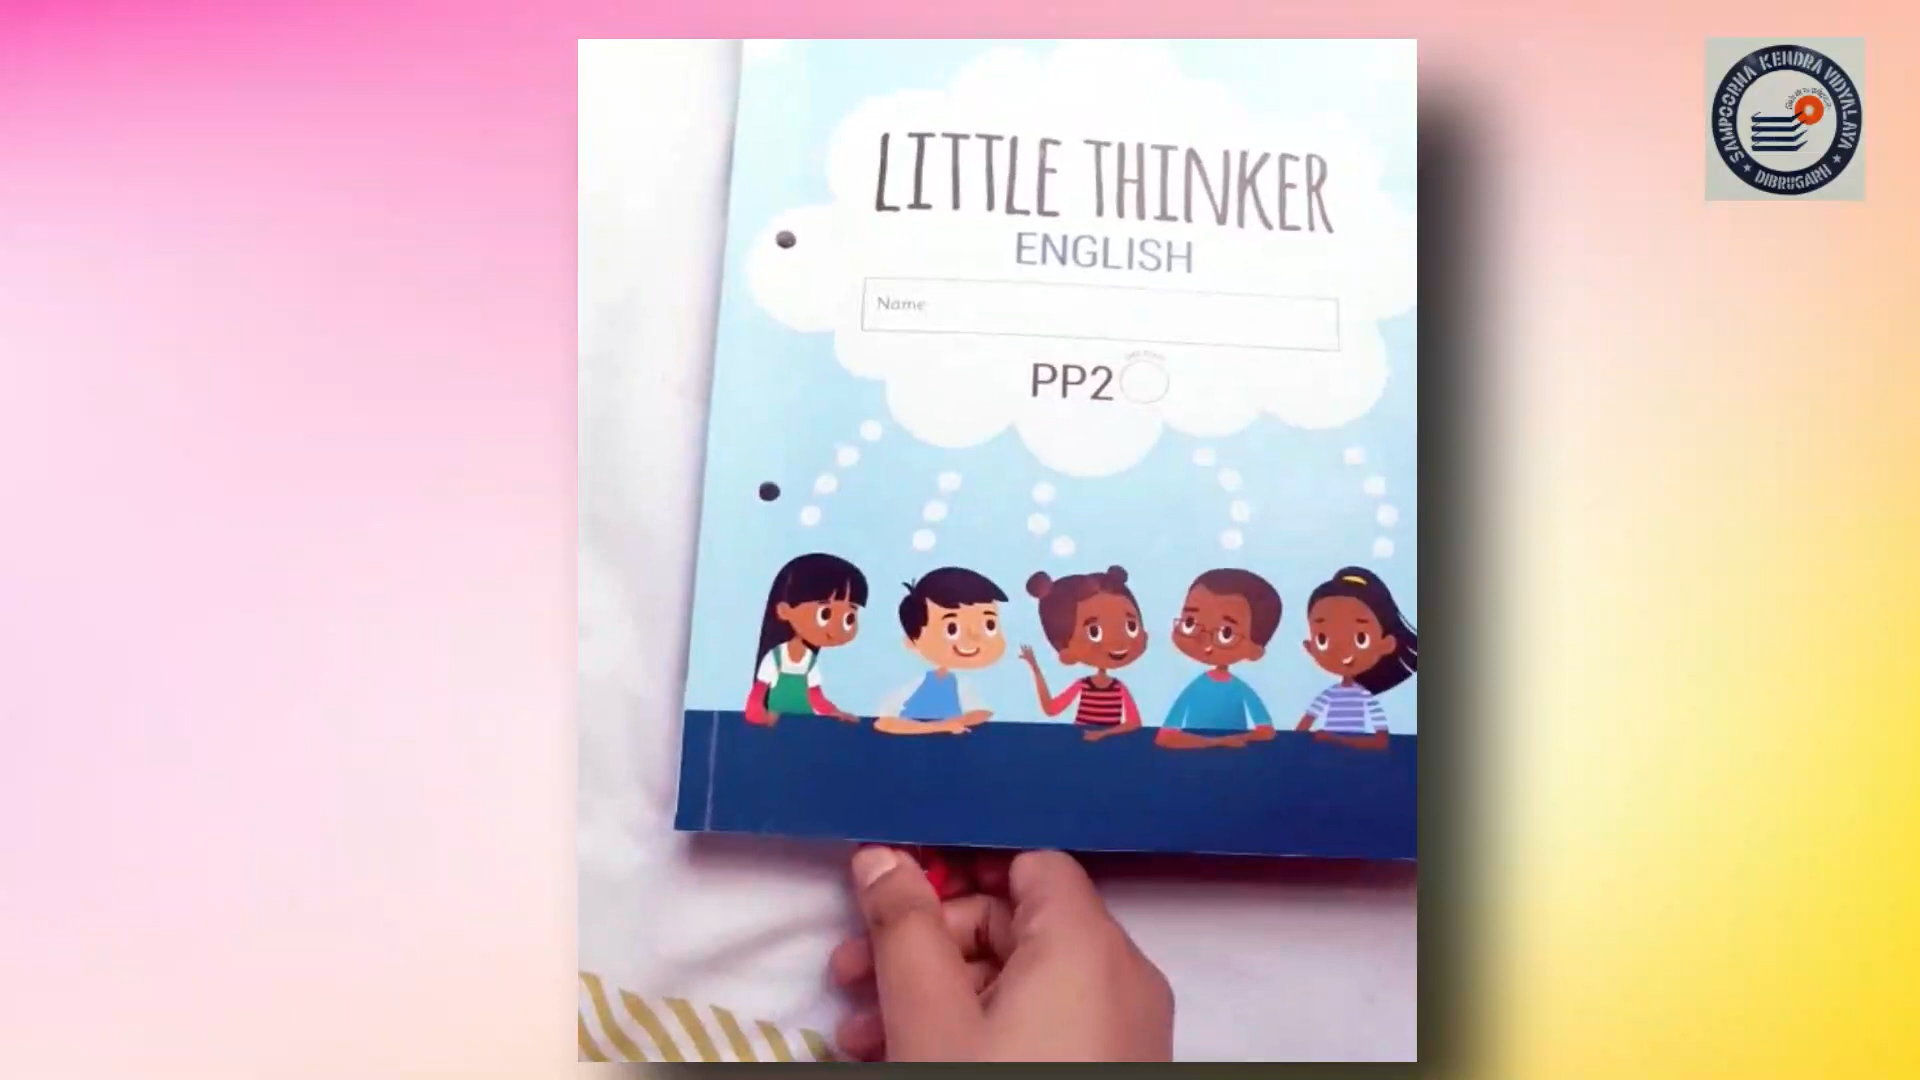 LITTLE THINKER
ENGLISH
Name
PP2
SAMPOORNA KENDRA VIDYALAYA
DIBRUGARH